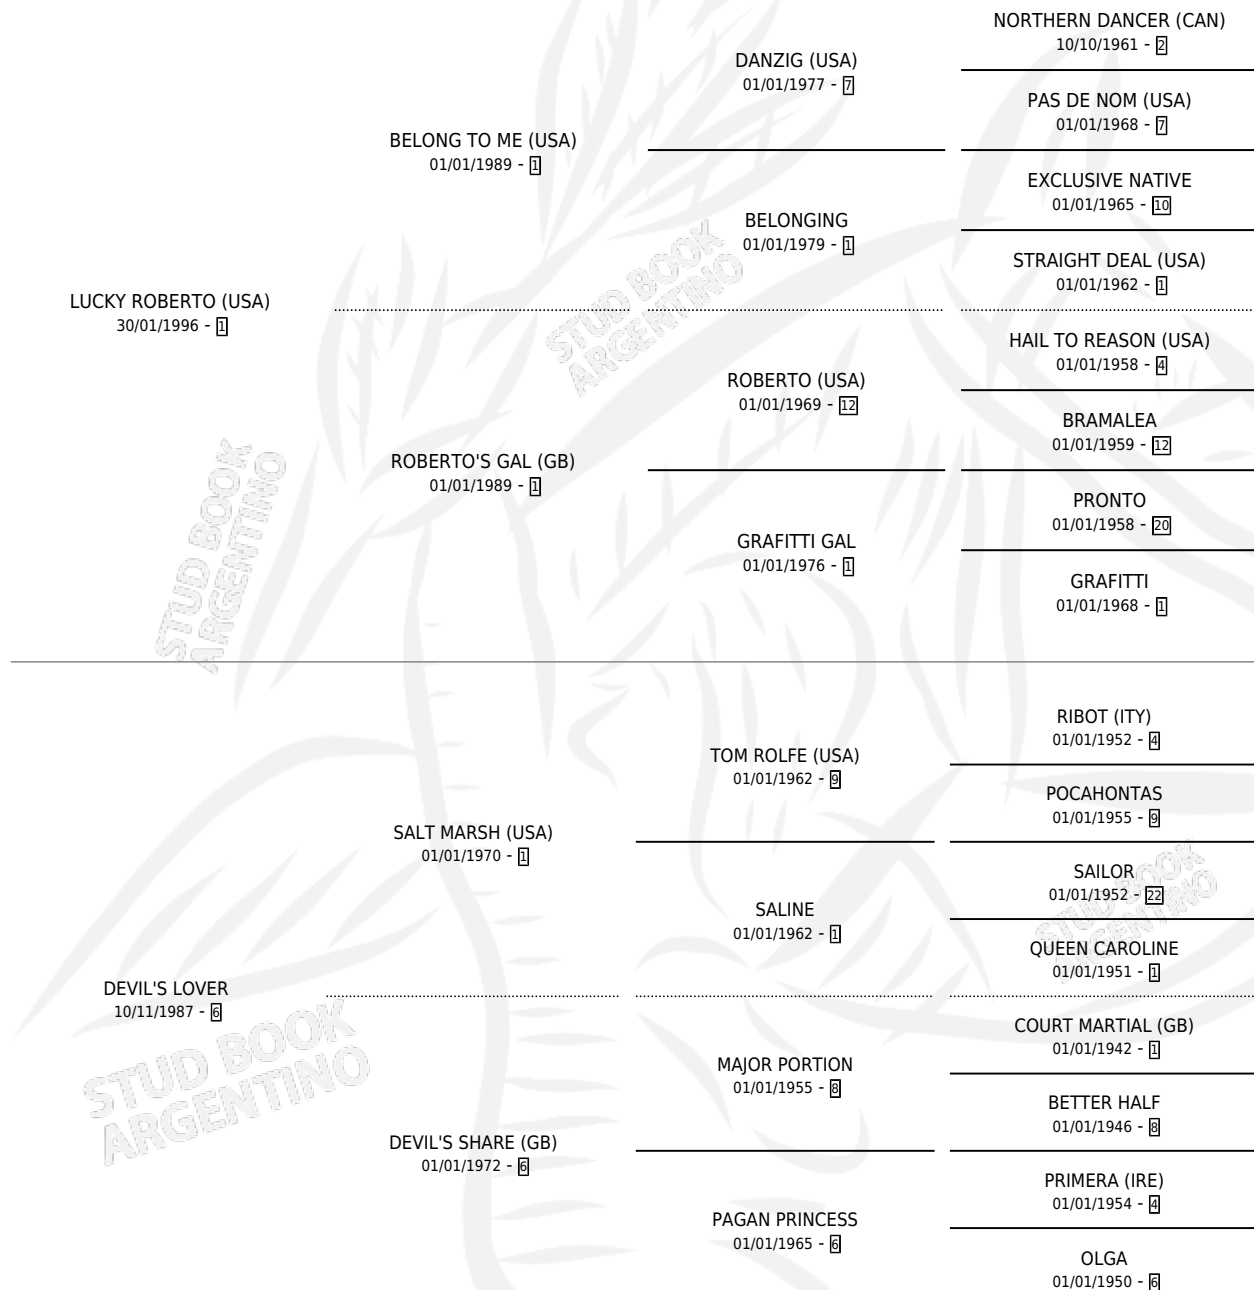 NORTHERN DANCER (CAN)
10/10/1961 - 2
DANZIG (USA)
01/01/1977 - 7
PAS DE NOM (USA)
01/01/1968 - 7
BELONG TO ME (USA)
01/01/1989 - 1
EXCLUSIVE NATIVE
01/01/1965 - 10
BELONGING
01/01/1979 - 1
STRAIGHT DEAL (USA)
01/01/1962 - 1
LUCKY ROBERTO (USA)
30/01/1996 - 1
STUD BOOK
ARGENTINO
HAIL TO REASON (USA)
01/01/1958 - 4
ROBERTO (USA)
01/01/1969 - 12
BRAMALEA
01/01/1959 - 12
ROBERTO'S GAL (GB)
01/01/1989 - 1
PRONTO
01/01/1958 - 20
GRAFITTI GAL
01/01/1976 - 1
GRAFITTI
01/01/1968 - 1
STUD BOOK
ARGENTINO
RIBOT (ITY)
01/01/1952 - 4
TOM ROLFE (USA)
01/01/1962 - 9
POCAHONTAS
01/01/1955 - 9
SALT MARSH (USA)
01/01/1970 - 1
SAILOR
01/01/1952 - 22
STUD BOOK
ARGENTINO
SALINE
01/01/1962 - 1
QUEEN CAROLINE
01/01/1951 - 1
DEVIL'S LOVER
10/11/1987 - 6
STUD BOOK
ARGENTINO
COURT MARTIAL (GB)
01/01/1942 - 1
MAJOR PORTION
01/01/1955 - 8
BETTER HALF
01/01/1946 - 8
DEVIL'S SHARE (GB)
01/01/1972 - 6
PRIMERA (IRE)
01/01/1954 - 4
PAGAN PRINCESS
01/01/1965 - 6
OLGA
01/01/1950 - 6